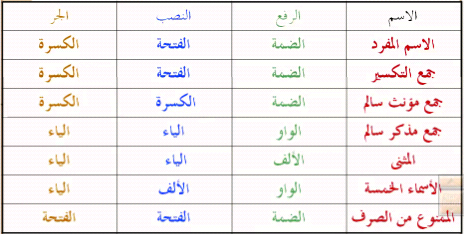 الاسم الرفع النصب الجر
الاسم المفرد الضمة الفتحة الكسرة
جمع التكسير الضمة الفتحة الكسرة
جمع مؤنث سالم الضمة الكسرة الكسرة
جمع مذكر سالم الواو الياء الياء
المثنى الألف الياء الياء
الأسماء الخمسة الواو الألف الياء
الممنوع من الصرف الضمة الفتحة الفتحة